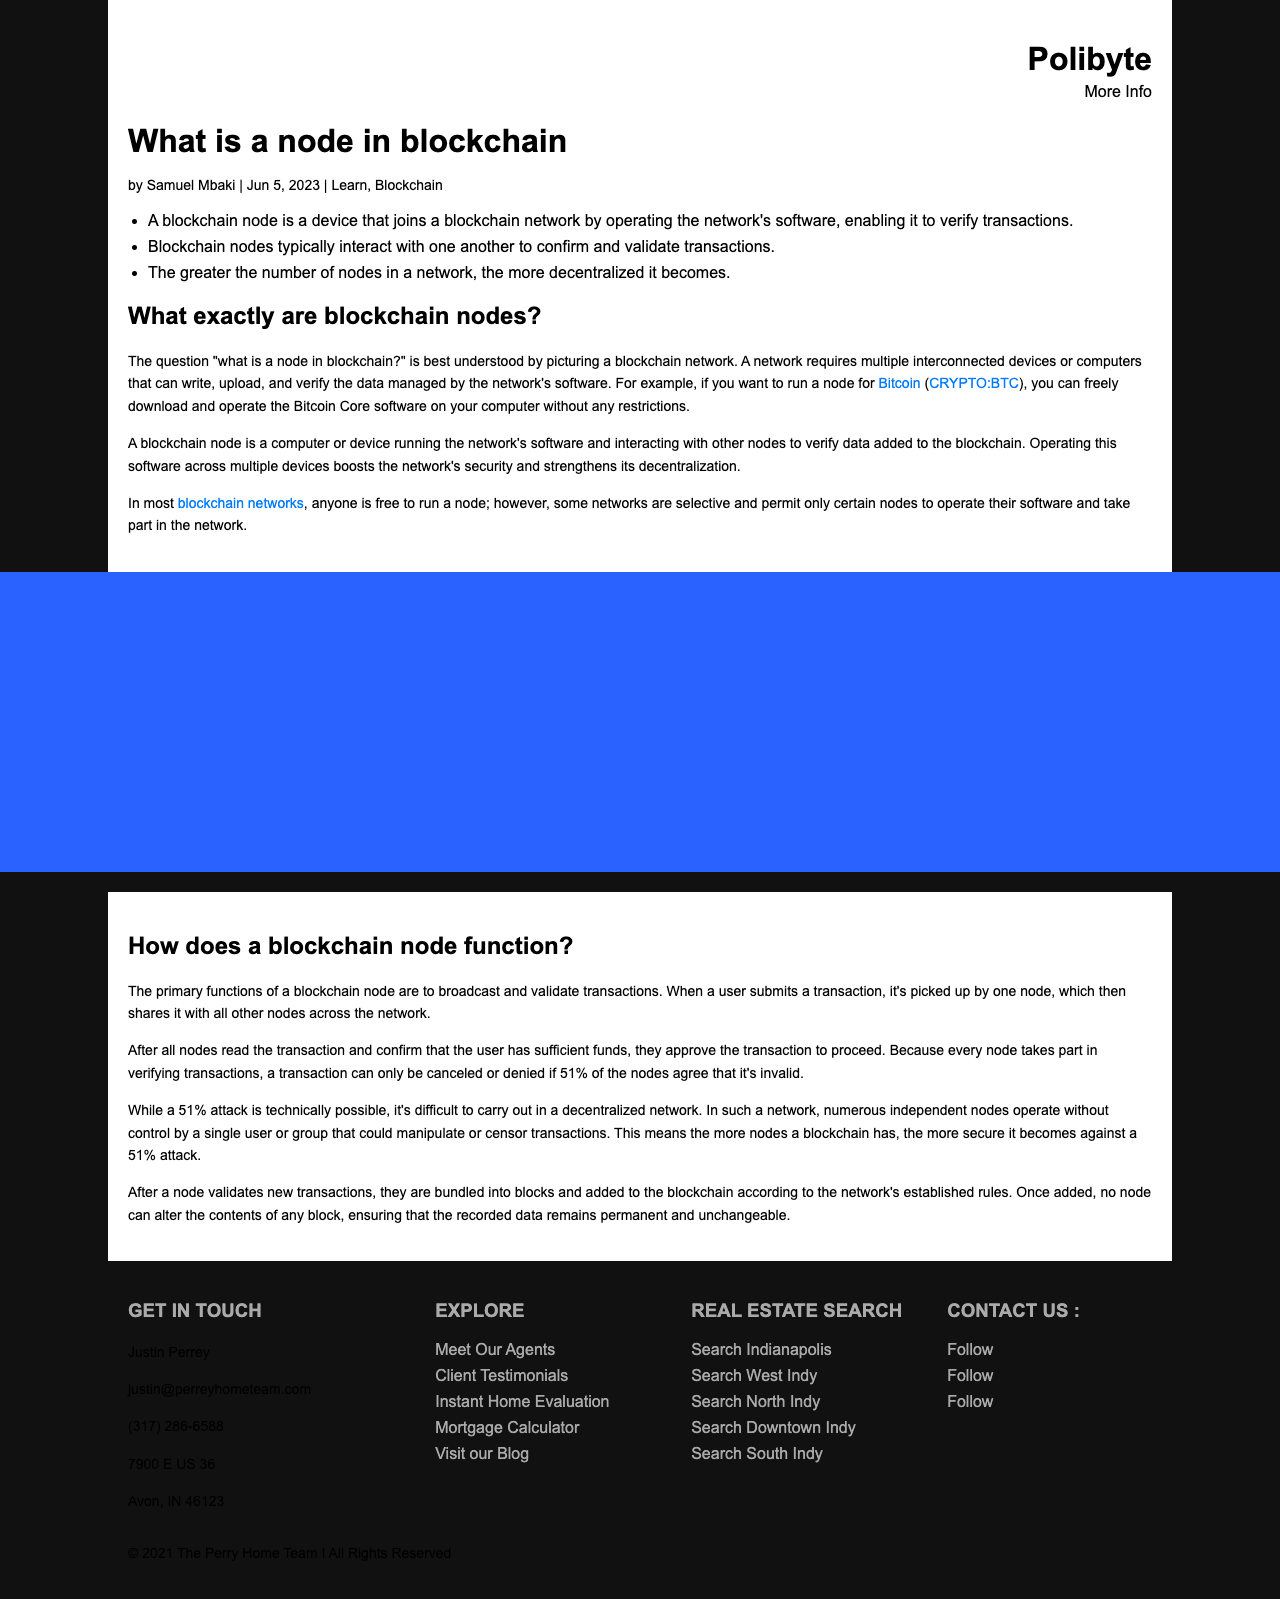 Polibyte
More Info
What is a node in blockchain
by Samuel Mbaki | Jun 5, 2023 | Learn, Blockchain
• A blockchain node is a device that joins a blockchain network by operating the network's software, enabling it to verify transactions.
• Blockchain nodes typically interact with one another to confirm and validate transactions.
• The greater the number of nodes in a network, the more decentralized it becomes.
What exactly are blockchain nodes?
The question "what is a node in blockchain?" is best understood by picturing a blockchain network. A network requires multiple interconnected devices or computers
that can write, upload, and verify the data managed by the network's software. For example, if you want to run a node for Bitcoin (CRYPTO:BTC), you can freely
download and operate the Bitcoin Core software on your computer without any restrictions.
A blockchain node is a computer or device running the network's software and interacting with other nodes to verify data added to the blockchain. Operating this
software across multiple devices boosts the network's security and strengthens its decentralization.
In most blockchain networks, anyone is free to run a node; however, some networks are selective and permit only certain nodes to operate their software and take
part in the network.
How does a blockchain node function?
The primary functions of a blockchain node are to broadcast and validate transactions. When a user submits a transaction, it's picked up by one node, which then
shares it with all other nodes across the network.
After all nodes read the transaction and confirm that the user has sufficient funds, they approve the transaction to proceed. Because every node takes part in
verifying transactions, a transaction can only be canceled or denied if 51% of the nodes agree that it's invalid.
While a 51% attack is technically possible, it's difficult to carry out in a decentralized network. In such a network, numerous independent nodes operate without
control by a single user or group that could manipulate or censor transactions. This means the more nodes a blockchain has, the more secure it becomes against a
51% attack.
After a node validates new transactions, they are bundled into blocks and added to the blockchain according to the network's established rules. Once added, no node
can alter the contents of any block, ensuring that the recorded data remains permanent and unchangeable.
GET IN TOUCH
Justin Perrey
justin@perreyhometeam.com
(317) 286-6588
7900 E US 36
Avon, IN 46123
EXPLORE
Meet Our Agents
Client Testimonials
Instant Home Evaluation
Mortgage Calculator
Visit our Blog
REAL ESTATE SEARCH
Search Indianapolis
Search West Indy
Search North Indy
Search Downtown Indy
Search South Indy
CONTACT US :
Follow
Follow
Follow
© 2021 The Perry Home Team I All Rights Reserved